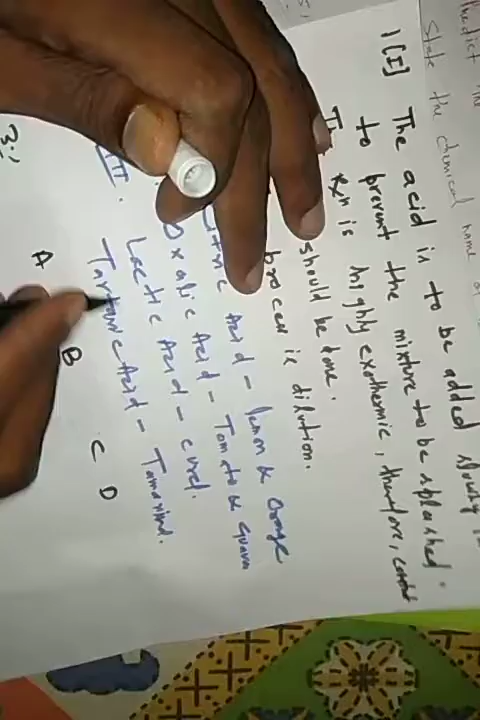 State the chemical name of
1[I] The acid is to be added slowly
to prevent the mixture to be splashed.
The rxn is highly exothermic, therefore,
should be done.
process is dilution.
III. Citric Acid - lemon & Orange
Oxalic Acid - Tomato & Guava
Lactic Acid - curd.
Tartaric Acid - Tamarind.
3:
A B C D